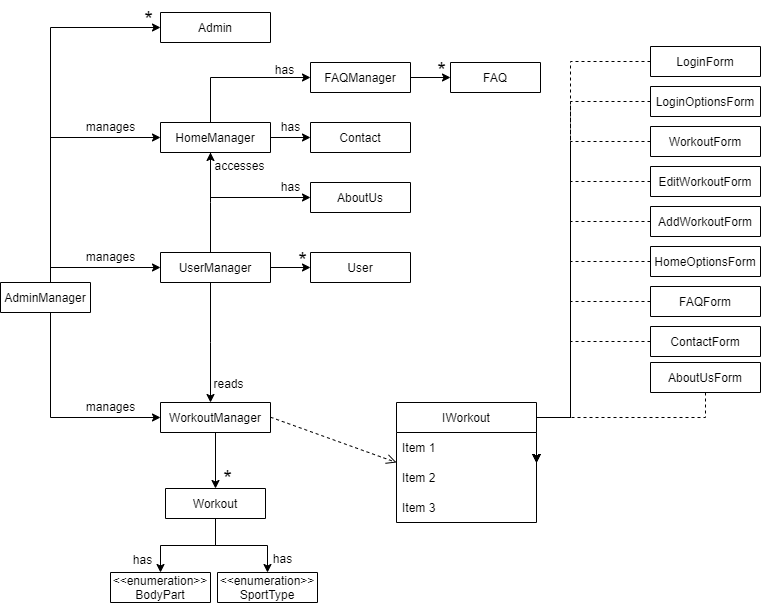 *
Admin
LoginForm
has
FAQManager
*
FAQ
LoginOptionsForm
manages
HomeManager
has
Contact
WorkoutForm
accesses
EditWorkoutForm
has
AboutUs
AddWorkoutForm
manages
UserManager
*
User
HomeOptionsForm
AdminManager
FAQForm
ContactForm
AboutUsForm
reads
manages
WorkoutManager
IWorkout
Item 1
Item 2
Item 3
*
Workout
has
has
<<enumeration>>
BodyPart
<<enumeration>>
SportType